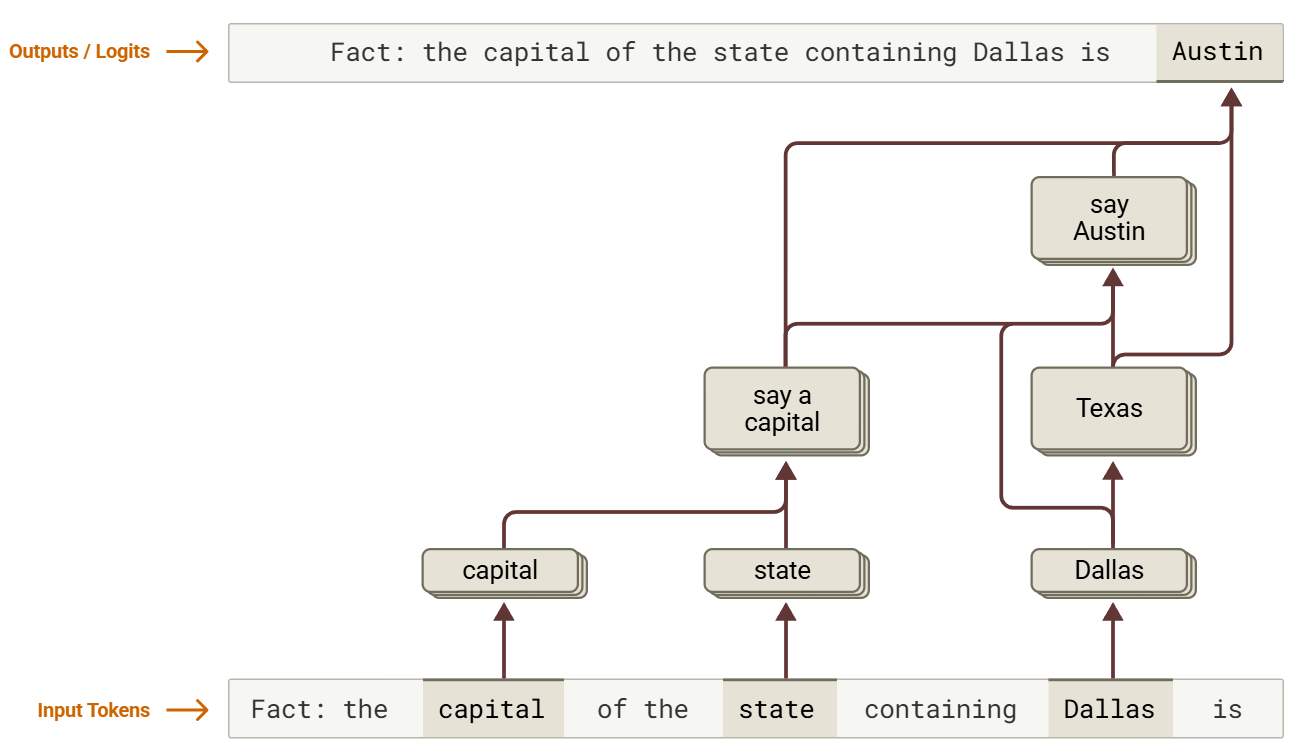 Outputs / Logits
Fact: the capital of the state containing Dallas is Austin
say
Austin
say a
capital
Texas
capital
state
Dallas
Input Tokens
Fact: the capital of the state containing Dallas is